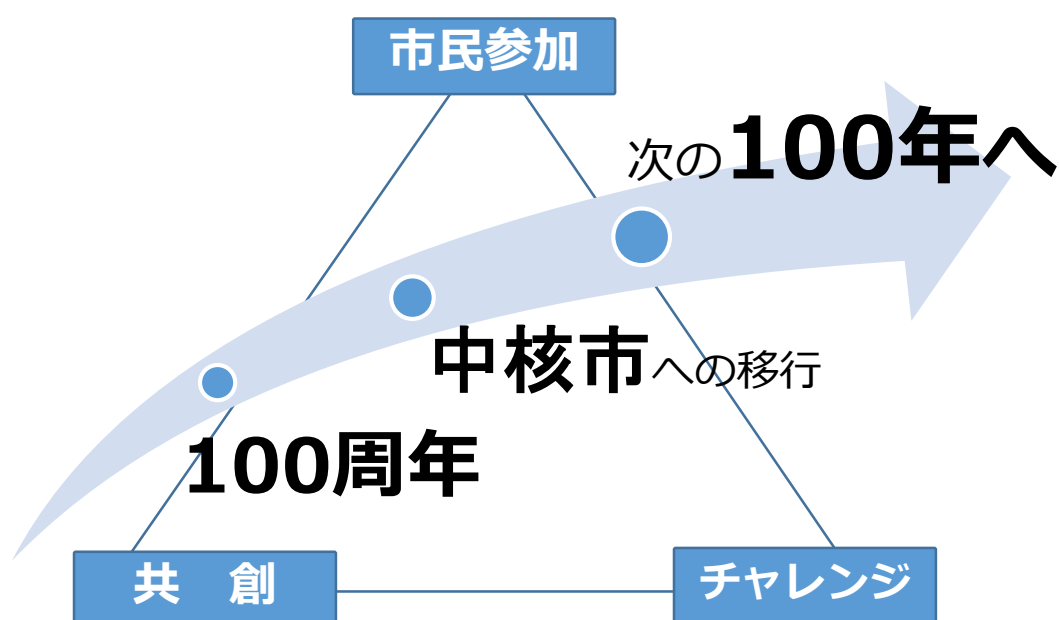 市民参加
次の100年へ
中核市への移行
100周年
共　創
チャレンジ